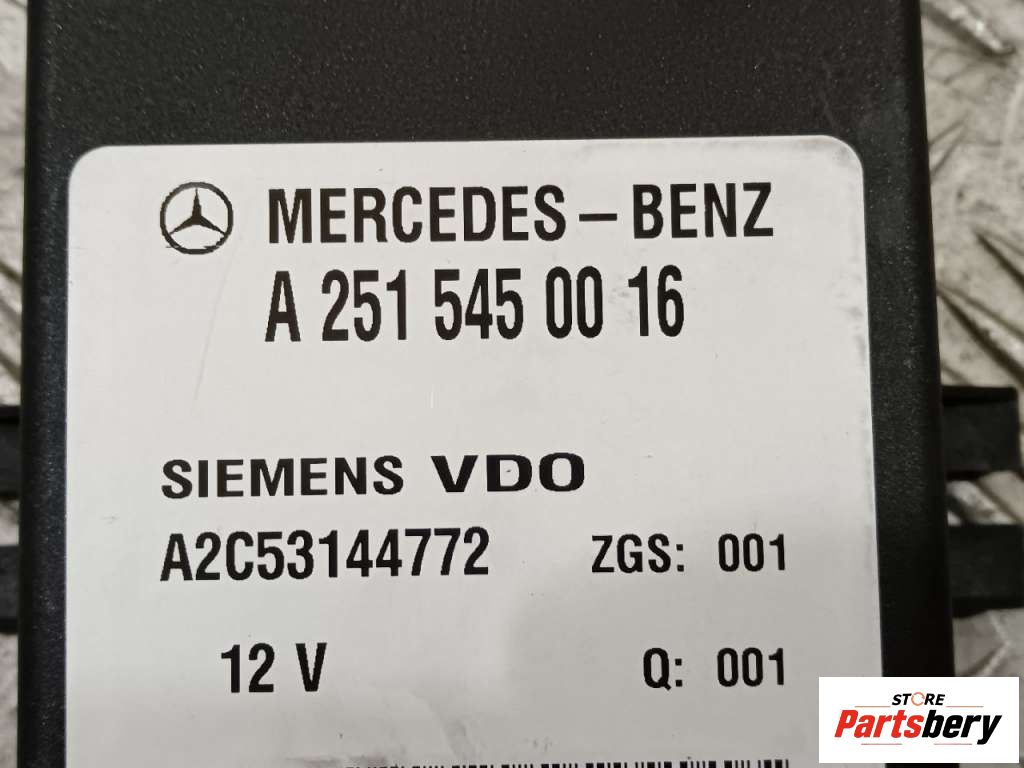 MERCEDES-BENZ
A 251 545 00 16
SIEMENS VDO
A2C53144772 ZGS: 001
12 V Q: 001
STORE
Partsbery